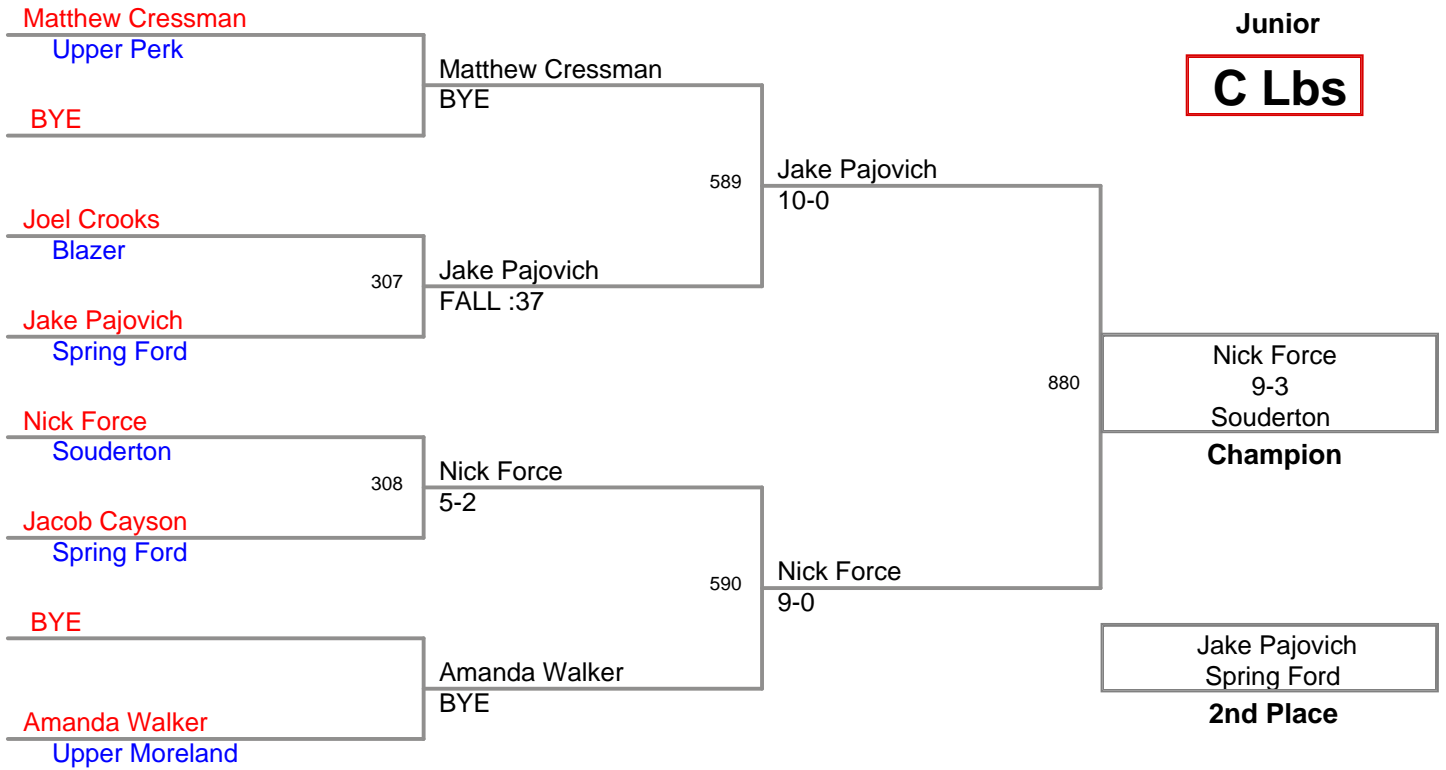 Matthew Cressman
Upper Perk
BYE
Joel Crooks
Blazer
307
Jake Pajovich
Spring Ford
Nick Force
Souderton
308
Jacob Cayson
Spring Ford
BYE
Amanda Walker
Upper Moreland
Matthew Cressman
BYE
589
Jake Pajovich
FALL :37
Nick Force
5-2
590
Amanda Walker
BYE
Jake Pajovich
10-0
880
Nick Force
9-0
Junior
C Lbs
Nick Force
9-3
Souderton
Champion
Jake Pajovich
Spring Ford
2nd Place